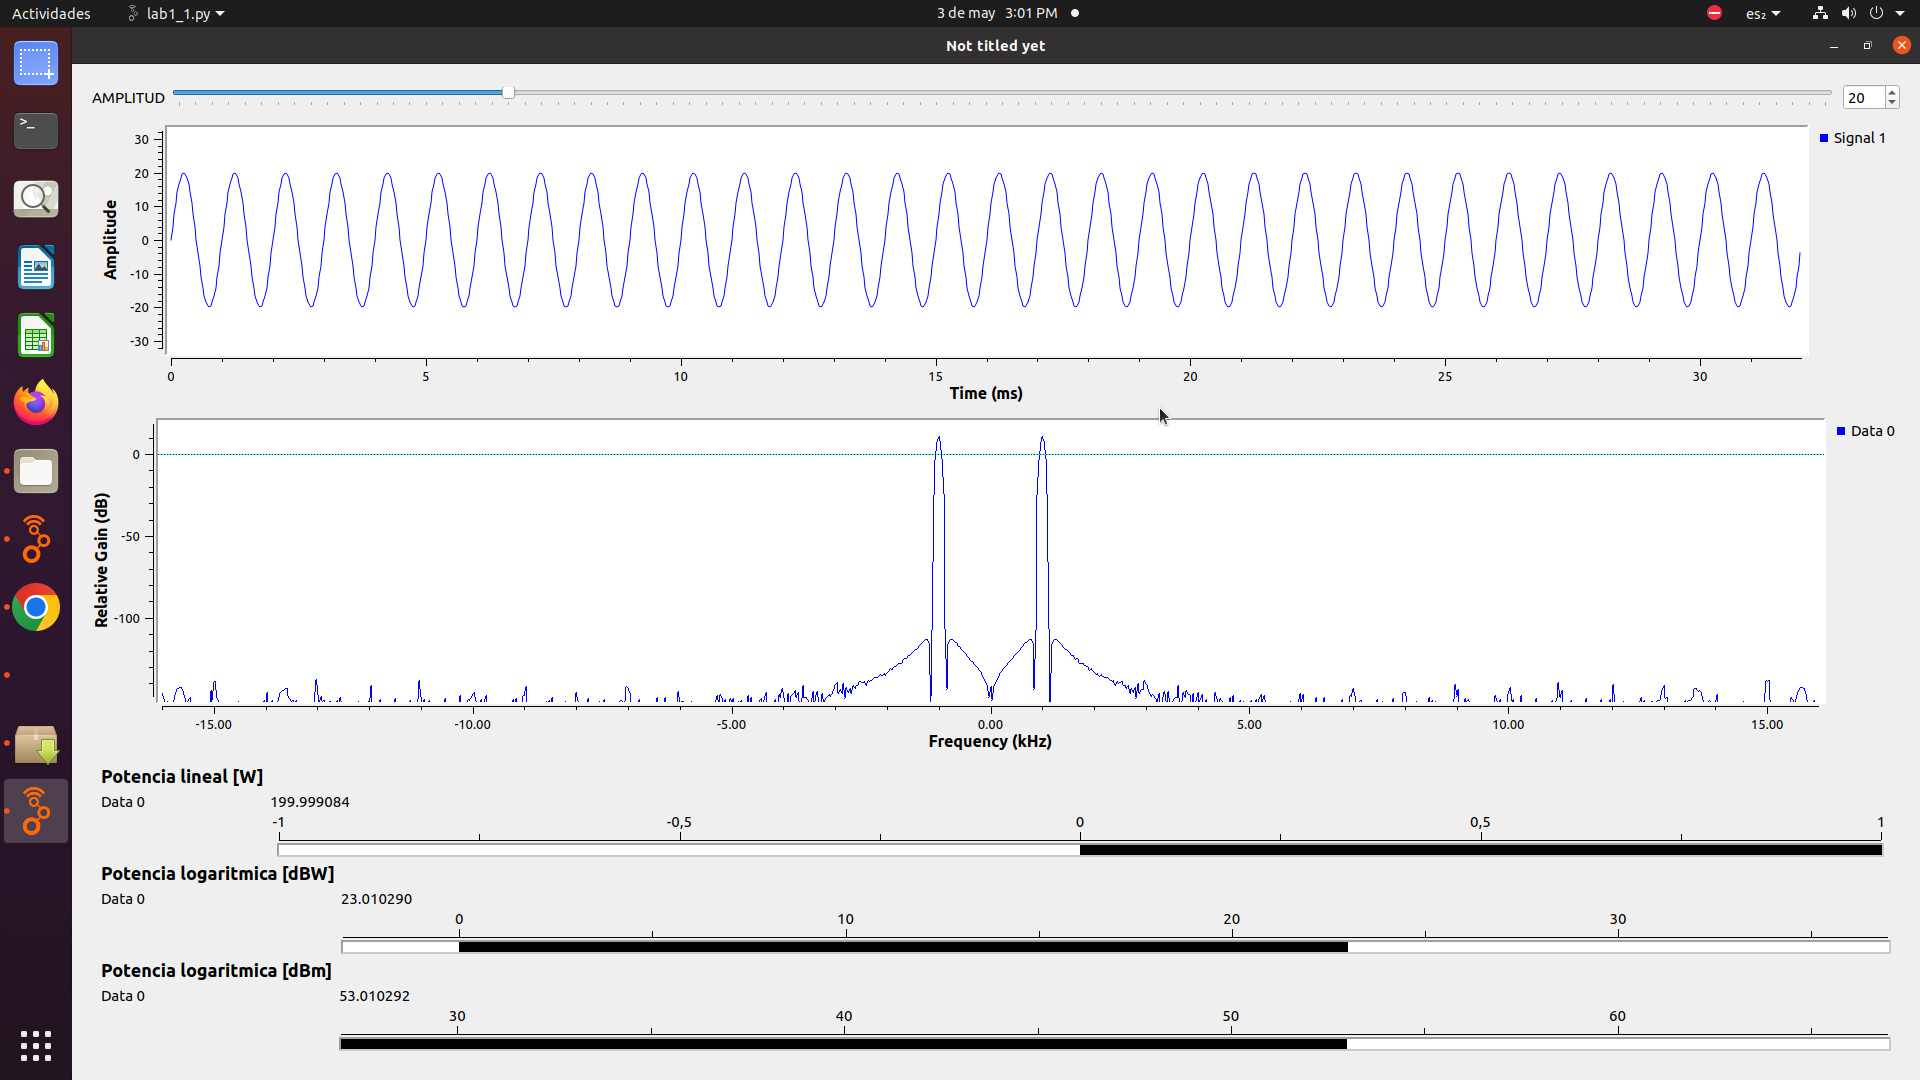 Actividades lab1_1.py 3 de may 3:01 PM es₂
Not titled yet
AMPLITUD 20
30
20
10
0
-10
-20
-30
Amplitude
Signal 1
0 5 10 15 20 25 30
Time (ms)
0
-50
-100
Relative Gain (dB)
Data 0
-15.00 -10.00 -5.00 0.00 5.00 10.00 15.00
Frequency (kHz)
Potencia lineal [W]
Data 0 199.999084
-1 -0,5 0 0,5 1
Potencia logaritmica [dBW]
Data 0 23.010290
0 10 20 30
Potencia logaritmica [dBm]
Data 0 53.010292
30 40 50 60